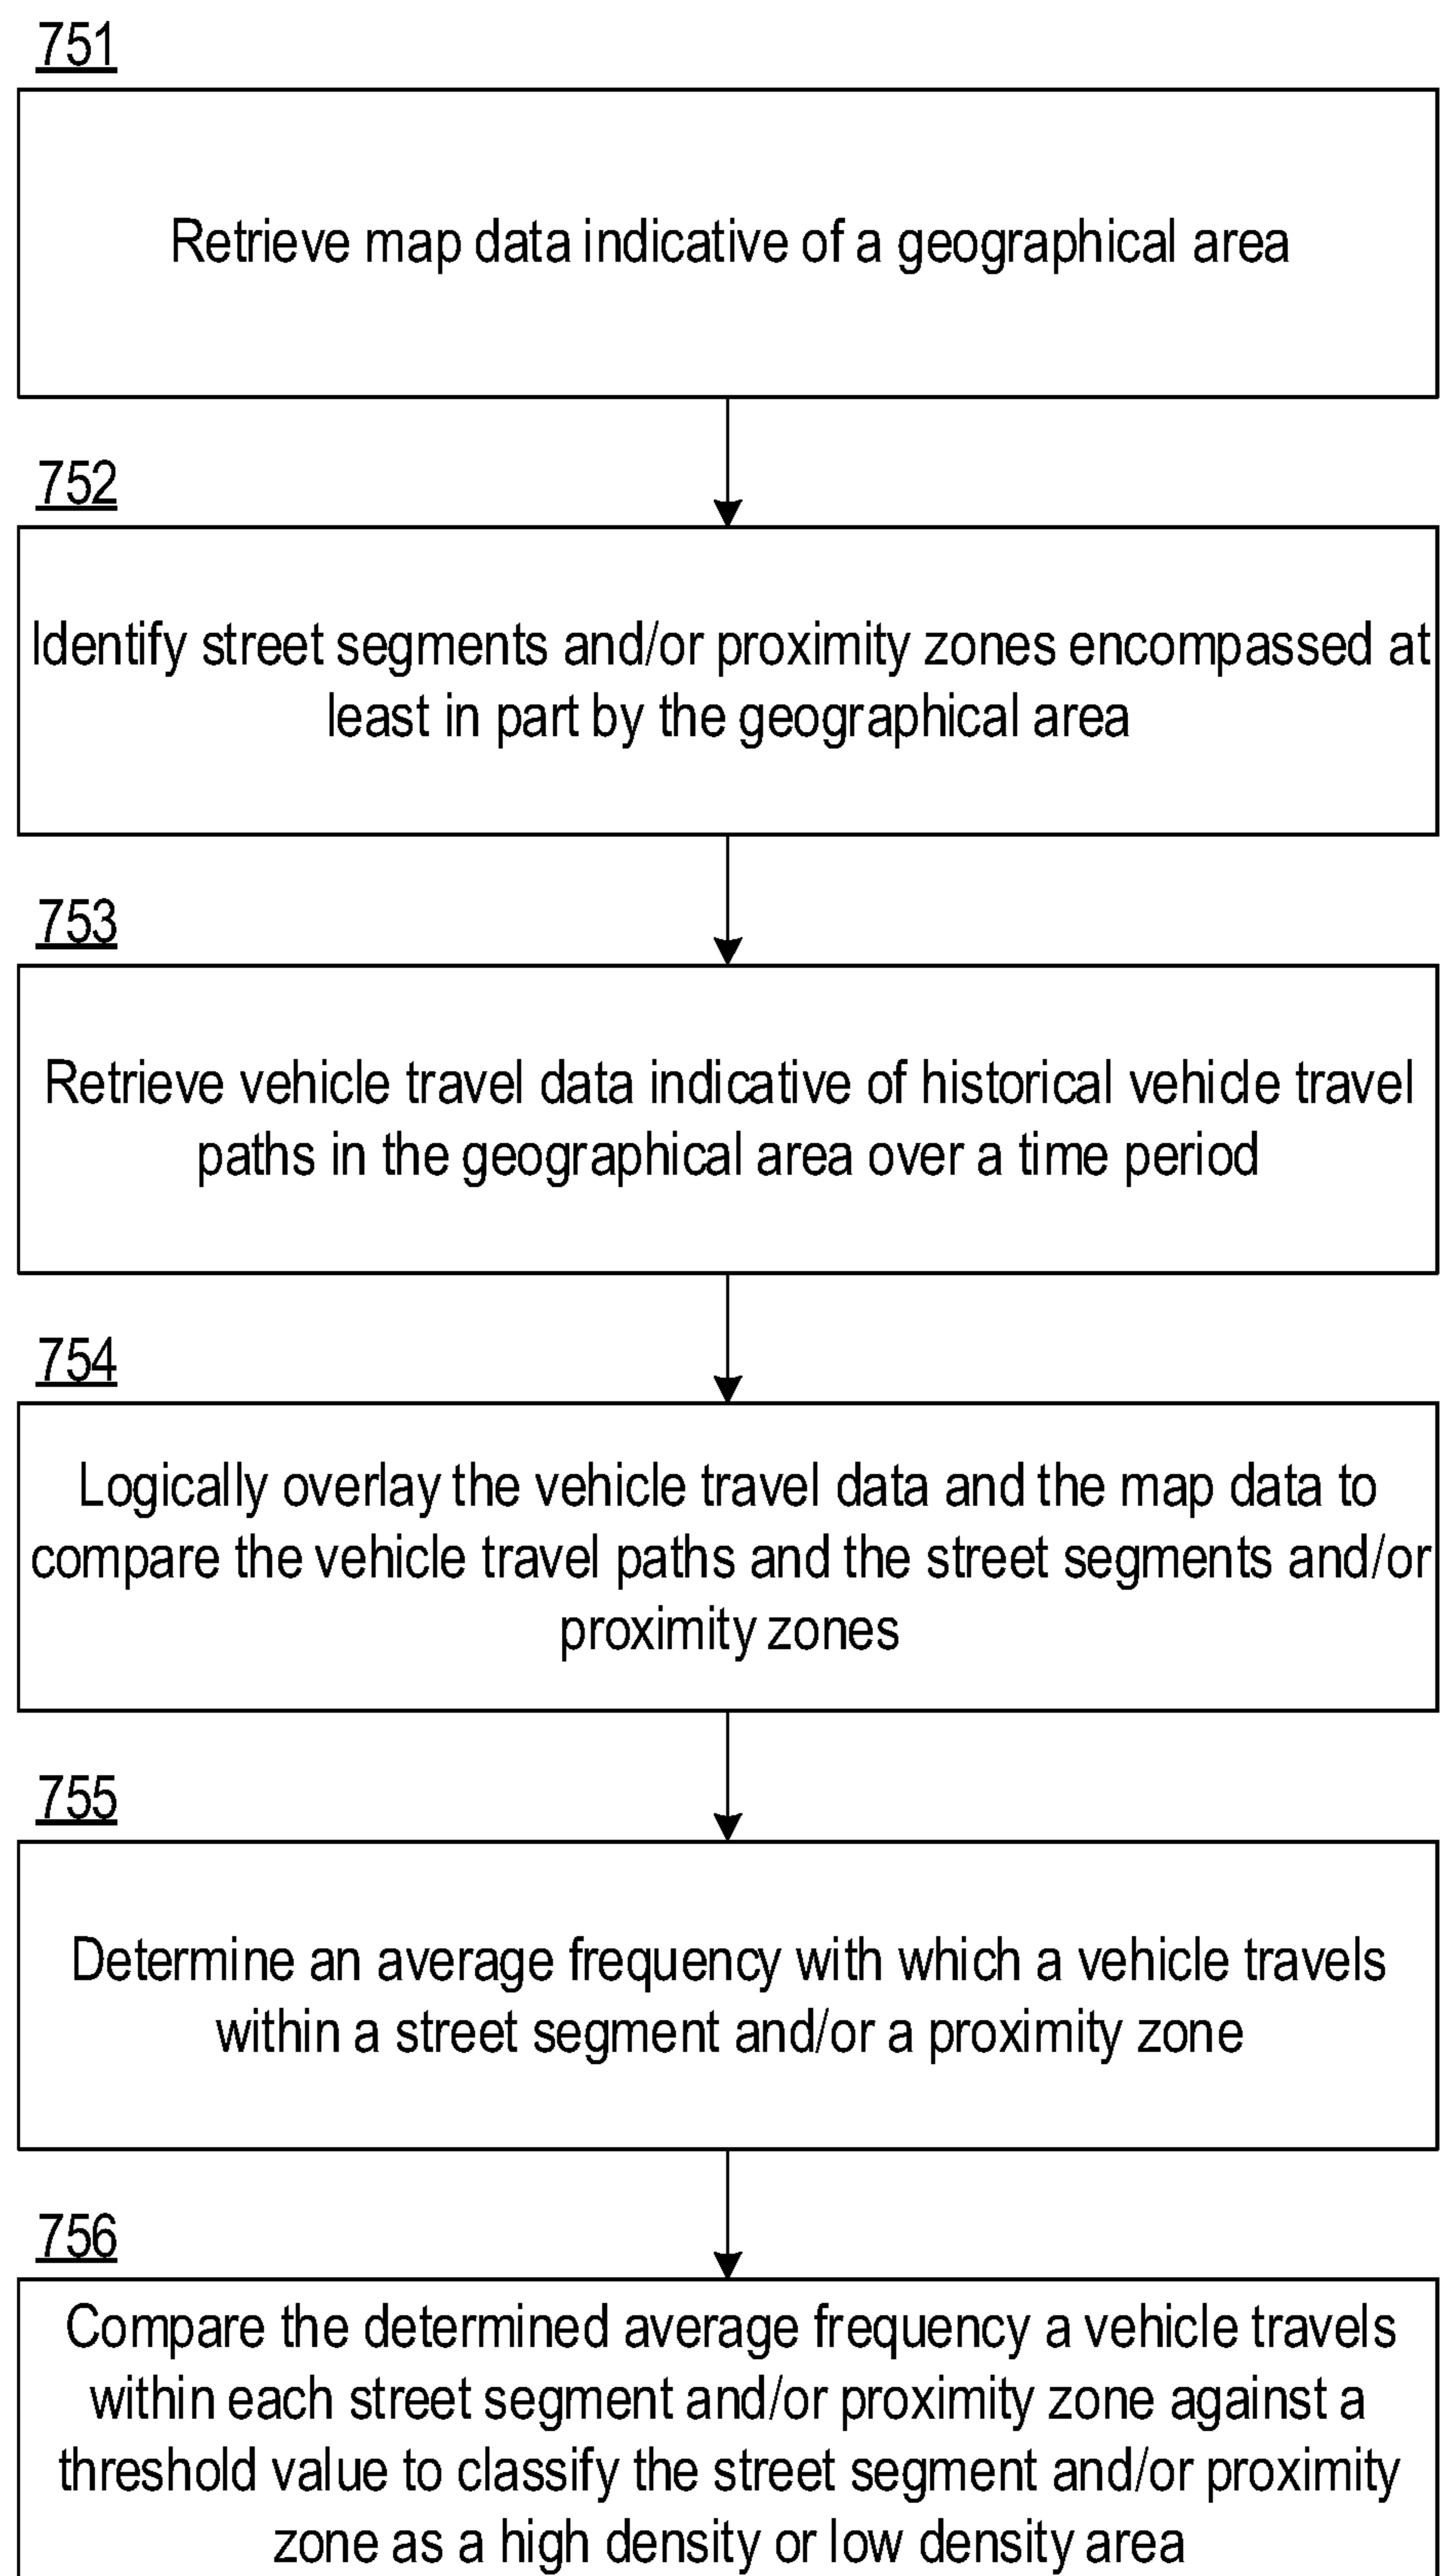 751
Retrieve map data indicative of a geographical area
752
Identify street segments and/or proximity zones encompassed at
least in part by the geographical area
753
Retrieve vehicle travel data indicative of historical vehicle travel
paths in the geographical area over a time period
754
Logically overlay the vehicle travel data and the map data to
compare the vehicle travel paths and the street segments and/or
proximity zones
755
Determine an average frequency with which a vehicle travels
within a street segment and/or a proximity zone
756
Compare the determined average frequency a vehicle travels
within each street segment and/or proximity zone against a
threshold value to classify the street segment and/or proximity
zone as a high density or low density area